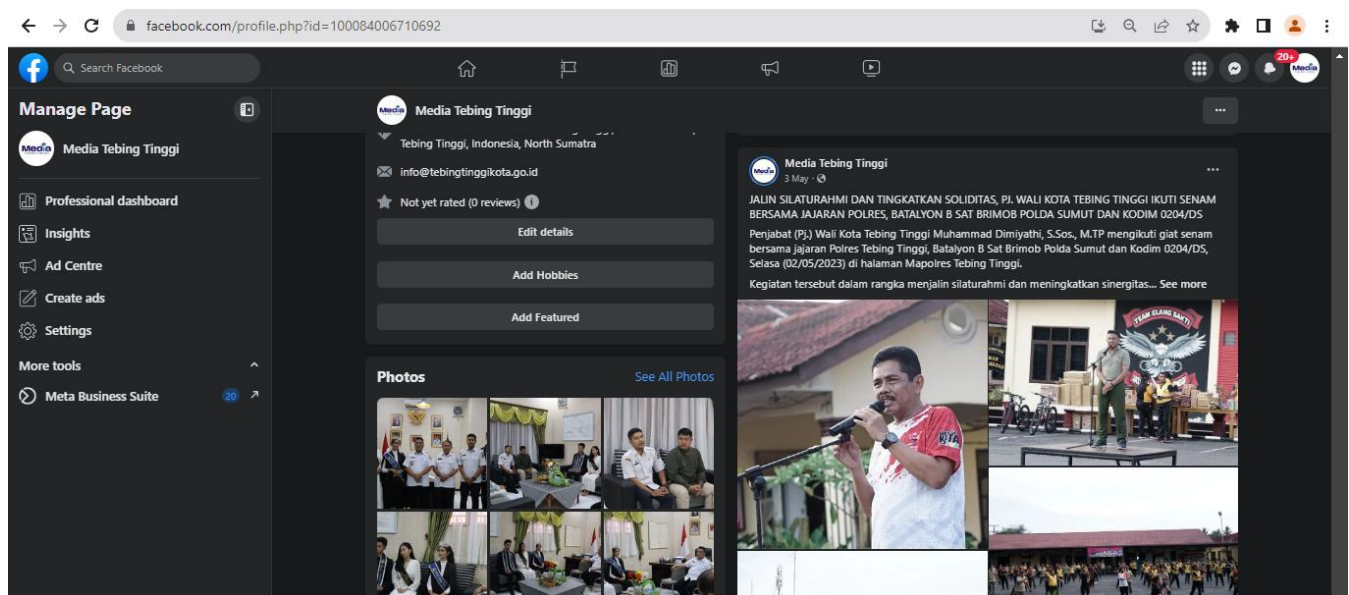 facebook.com/profile.php?id=100084006710692
Search Facebook
20+
Media
Manage Page
Media
Media Tebing Tinggi
Professional dashboard
Insights
Ad Centre
Create ads
Settings
More tools
Meta Business Suite
20
Media
Media Tebing Tinggi
Tebing Tinggi, Indonesia, North Sumatra
info@tebingtinggikota.go.id
Not yet rated (0 reviews)
Edit details
Add Hobbies
Add Featured
Photos
See All Photos
Media
Media Tebing Tinggi
3 May
JALIN SILATURAHMI DAN TINGKATKAN SOLIDITAS, PJ. WALI KOTA TEBING TINGGI IKUTI SENAM
BERSAMA JAJARAN POLRES, BATALYON B SAT BRIMOB POLDA SUMUT DAN KODIM 0204/DS
Penjabat (Pj.) Wali Kota Tebing Tinggi Muhammad Dimiyathi, S.Sos., M.TP mengikuti giat senam
bersama jajaran Polres Tebing Tinggi, Batalyon B Sat Brimob Polda Sumut dan Kodim 0204/DS,
Selasa (02/05/2023) di halaman Mapolres Tebing Tinggi.
Kegiatan tersebut dalam rangka menjalin silaturahmi dan meningkatkan sinergitas... See more
TEAM ELANG SAKTI